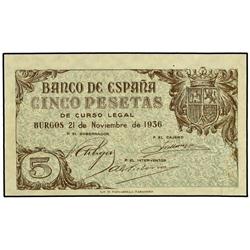 BANCO DE ESPAÑA
CINCO PESETAS
DE CURSO LEGAL
BURGOS 21 de Noviembre de 1936
P. EL GOBERNADOR
P. EL CAJERO
P. EL INTERVENTOR
5